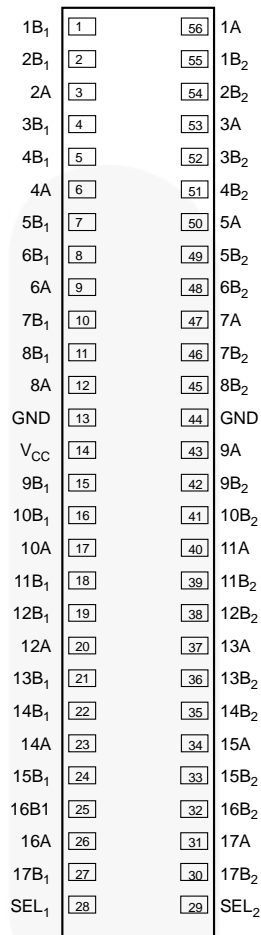 1B₁ 1 56 1A
2B₁ 2 55 1B₂
2A 3 54 2B₂
3B₁ 4 53 3A
4B₁ 5 52 3B₂
4A 6 51 4B₂
5B₁ 7 50 5A
6B₁ 8 49 5B₂
6A 9 48 6B₂
7B₁ 10 47 7A
8B₁ 11 46 7B₂
8A 12 45 8B₂
GND 13 44 GND
V_CC 14 43 9A
9B₁ 15 42 9B₂
10B₁ 16 41 10B₂
10A 17 40 11A
11B₁ 18 39 11B₂
12B₁ 19 38 12B₂
12A 20 37 13A
13B₁ 21 36 13B₂
14B₁ 22 35 14B₂
14A 23 34 15A
15B₁ 24 33 15B₂
16B1 25 32 16B₂
16A 26 31 17A
17B₁ 27 30 17B₂
SEL₁ 28 29 SEL₂